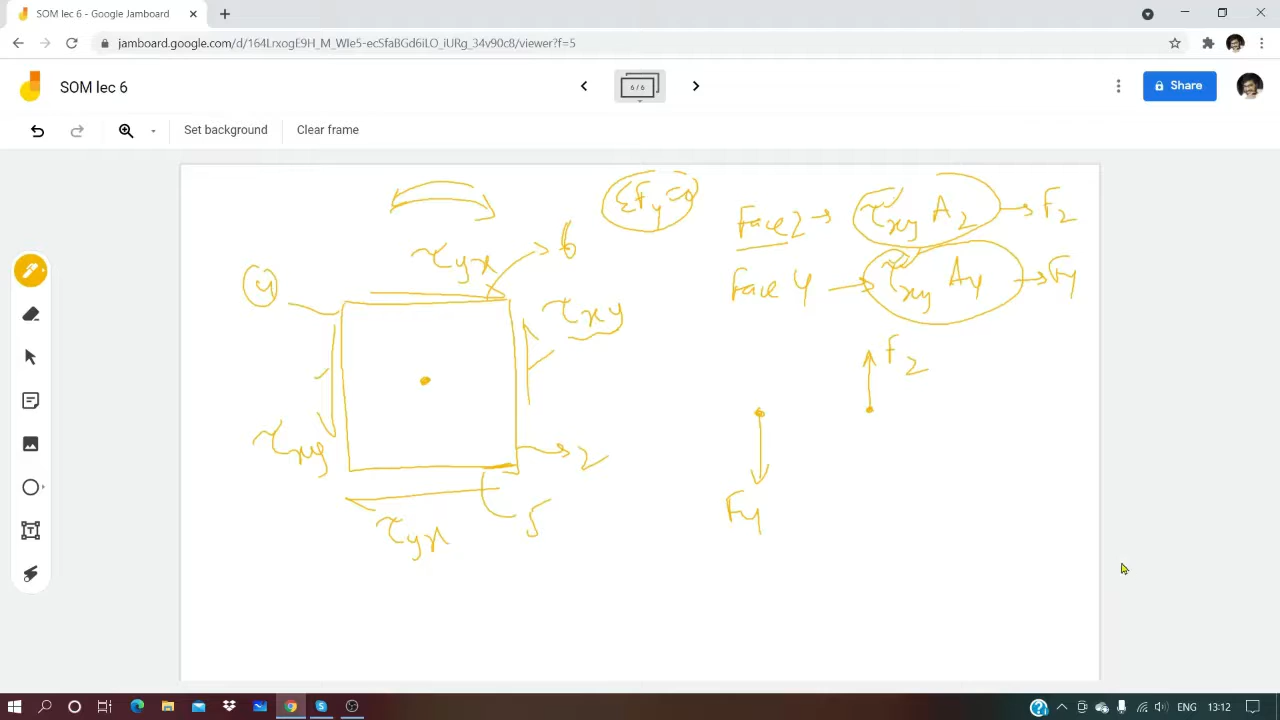 SOM lec 6 - Google Jamboard
jamboard.google.com/d/164LrxogE9H_M_WIe5-ecSfaBGd6iLO_iURg_34v90c8/viewer?f=5
SOM lec 6
6 / 6
Share
Set background
Clear frame
ΣFy=0
Face 2 → τxy A2 → F2
Face 4 → τxy A4 → F4
τyx
6
4
τxy
F2
τxy
2
F4
5
τyx
ENG 13:12